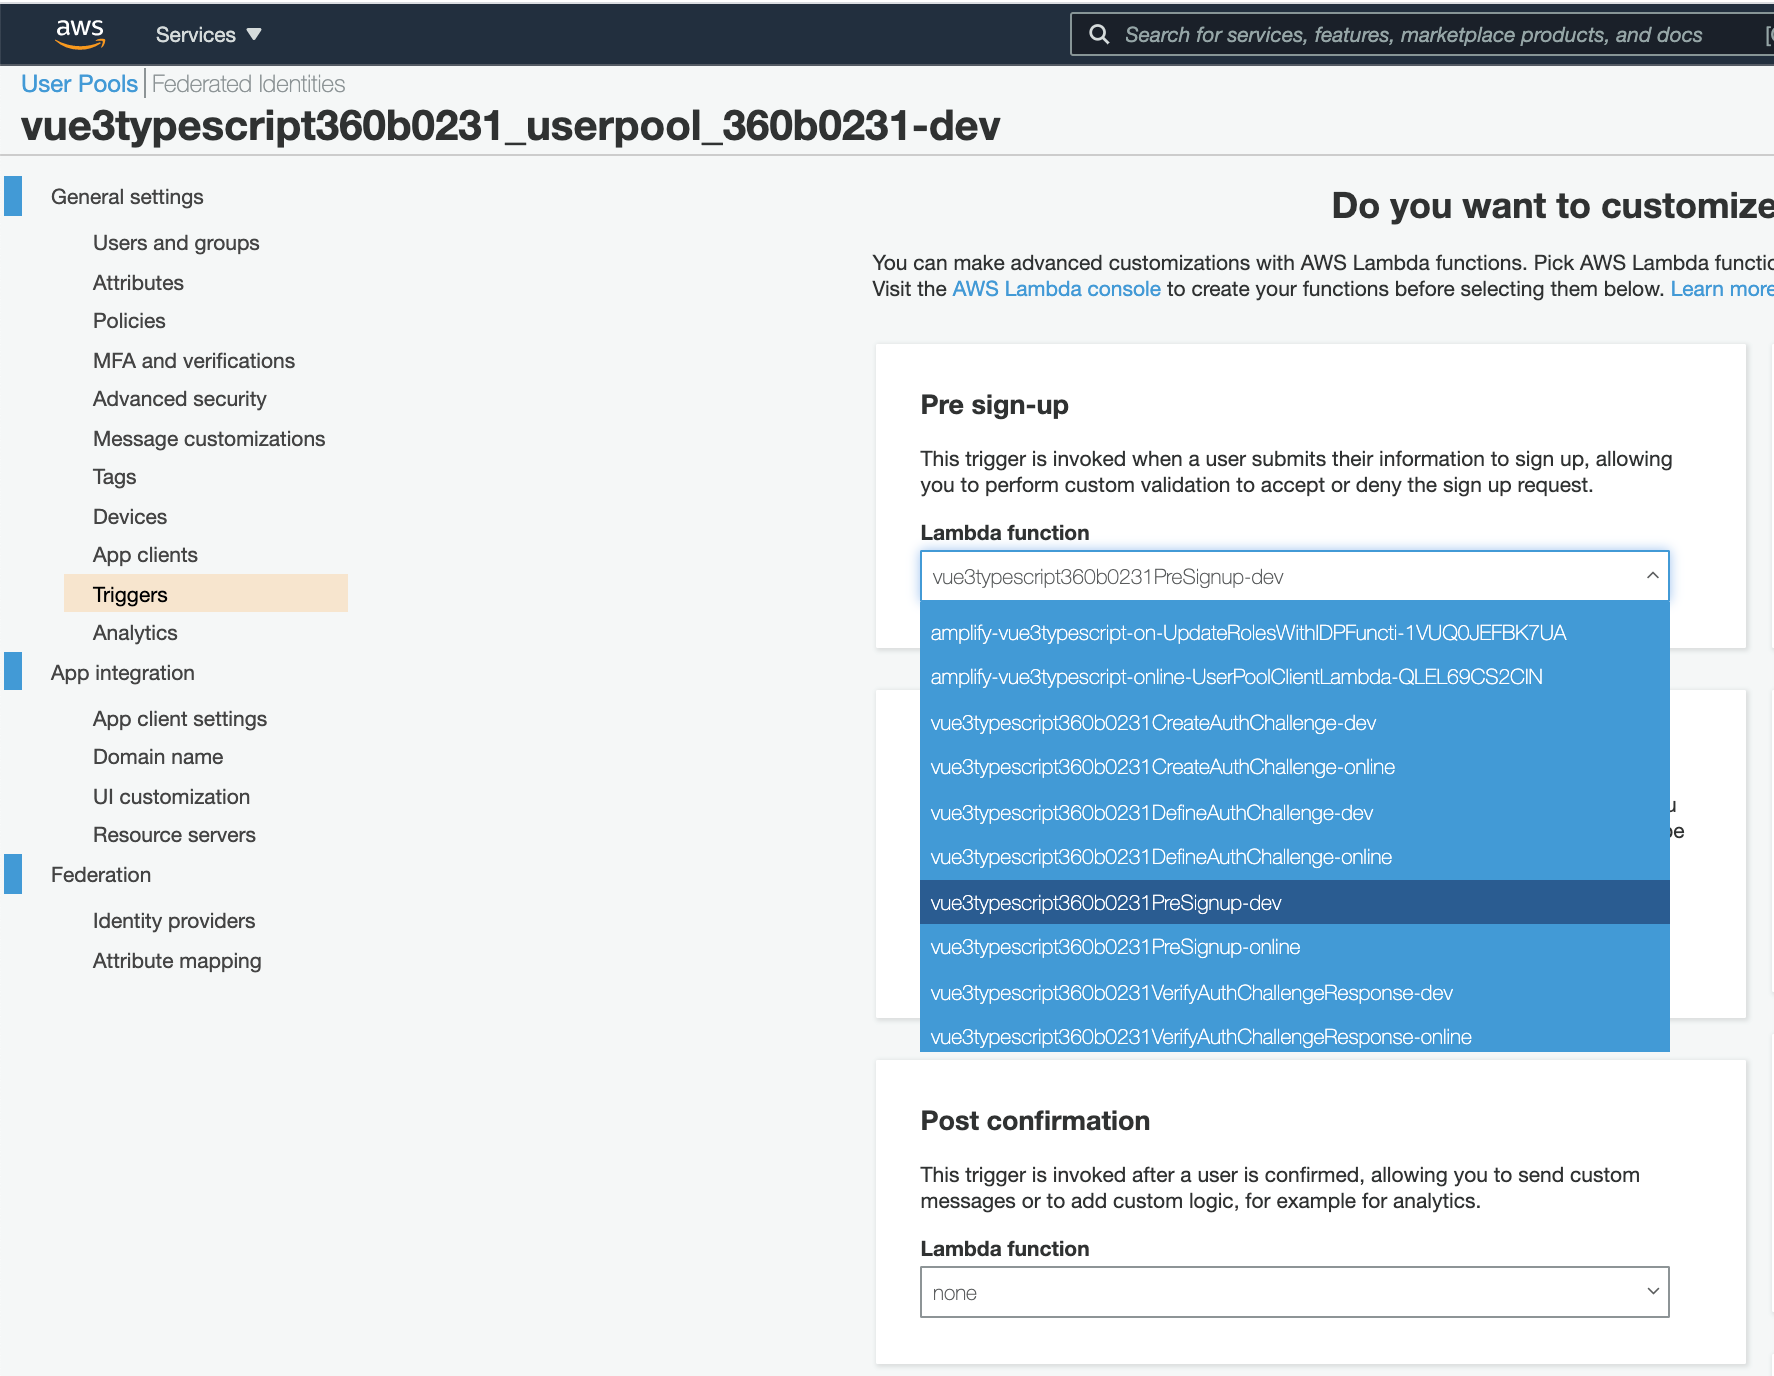 aws
Services
Search for services, features, marketplace products, and docs
User Pools Federated Identities
vue3typescript360b0231_userpool_360b0231-dev
General settings
Users and groups
Attributes
Policies
MFA and verifications
Advanced security
Message customizations
Tags
Devices
App clients
Triggers
Analytics
App integration
App client settings
Domain name
UI customization
Resource servers
Federation
Identity providers
Attribute mapping
Do you want to customize
You can make advanced customizations with AWS Lambda functions. Pick AWS Lambda
Visit the AWS Lambda console to create your functions before selecting them below. Learn more
Pre sign-up
This trigger is invoked when a user submits their information to sign up, allowing
you to perform custom validation to accept or deny the sign up request.
Lambda function
vue3typescript360b0231PreSignup-dev
amplify-vue3typescript-on-UpdateRolesWithIDPFuncti-1VUQ0JEFBK7UA
amplify-vue3typescript-online-UserPoolClientLambda-QLEL69CS2CIN
vue3typescript360b0231CreateAuthChallenge-dev
vue3typescript360b0231CreateAuthChallenge-online
vue3typescript360b0231DefineAuthChallenge-dev
vue3typescript360b0231DefineAuthChallenge-online
vue3typescript360b0231PreSignup-dev
vue3typescript360b0231PreSignup-online
vue3typescript360b0231VerifyAuthChallengeResponse-dev
vue3typescript360b0231VerifyAuthChallengeResponse-online
Post confirmation
This trigger is invoked after a user is confirmed, allowing you to send custom
messages or to add custom logic, for example for analytics.
Lambda function
none